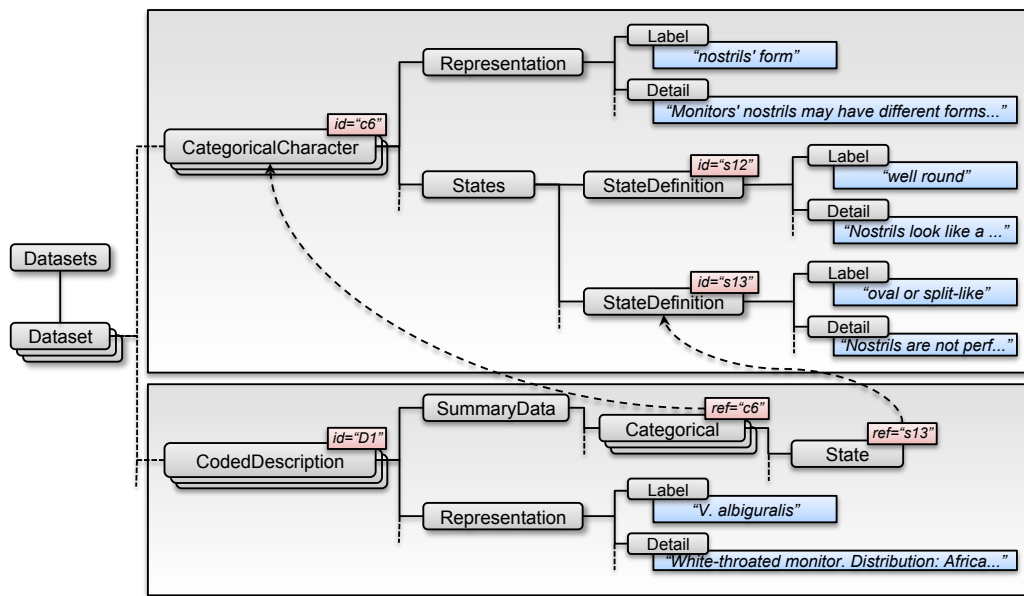 Label
“nostrils' form”
Representation
Detail
“Monitors' nostrils may have different forms...”
id=“c6”
CategoricalCharacter
Label
“well round”
id=“s12”
States
StateDefinition
Detail
“Nostrils look like a ...”
Datasets
Label
“oval or split-like”
id=“s13”
StateDefinition
Detail
“Nostrils are not perf...”
Dataset
SummaryData
ref=“c6”
Categorical
ref=“s13”
State
id=“D1”
CodedDescription
Label
“V. albiguralis”
Representation
Detail
“White-throated monitor. Distribution: Africa...”